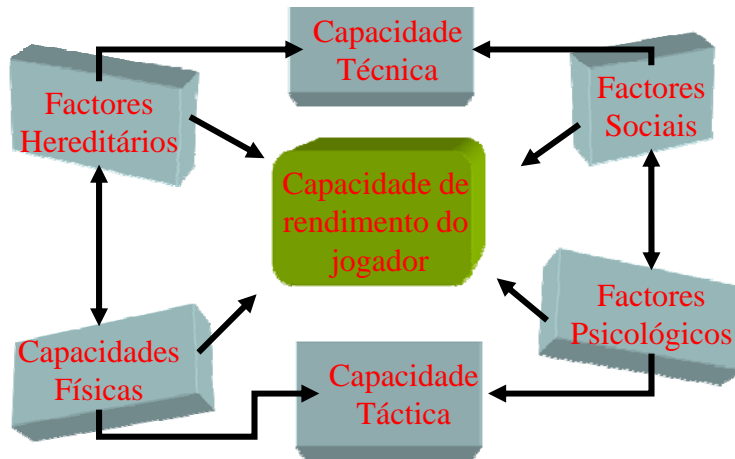 Capacidade
Técnica
Factores
Hereditários
Factores
Sociais
Capacidade de
rendimento do
jogador
Capacidades
Físicas
Capacidade
Táctica
Factores
Psicológicos